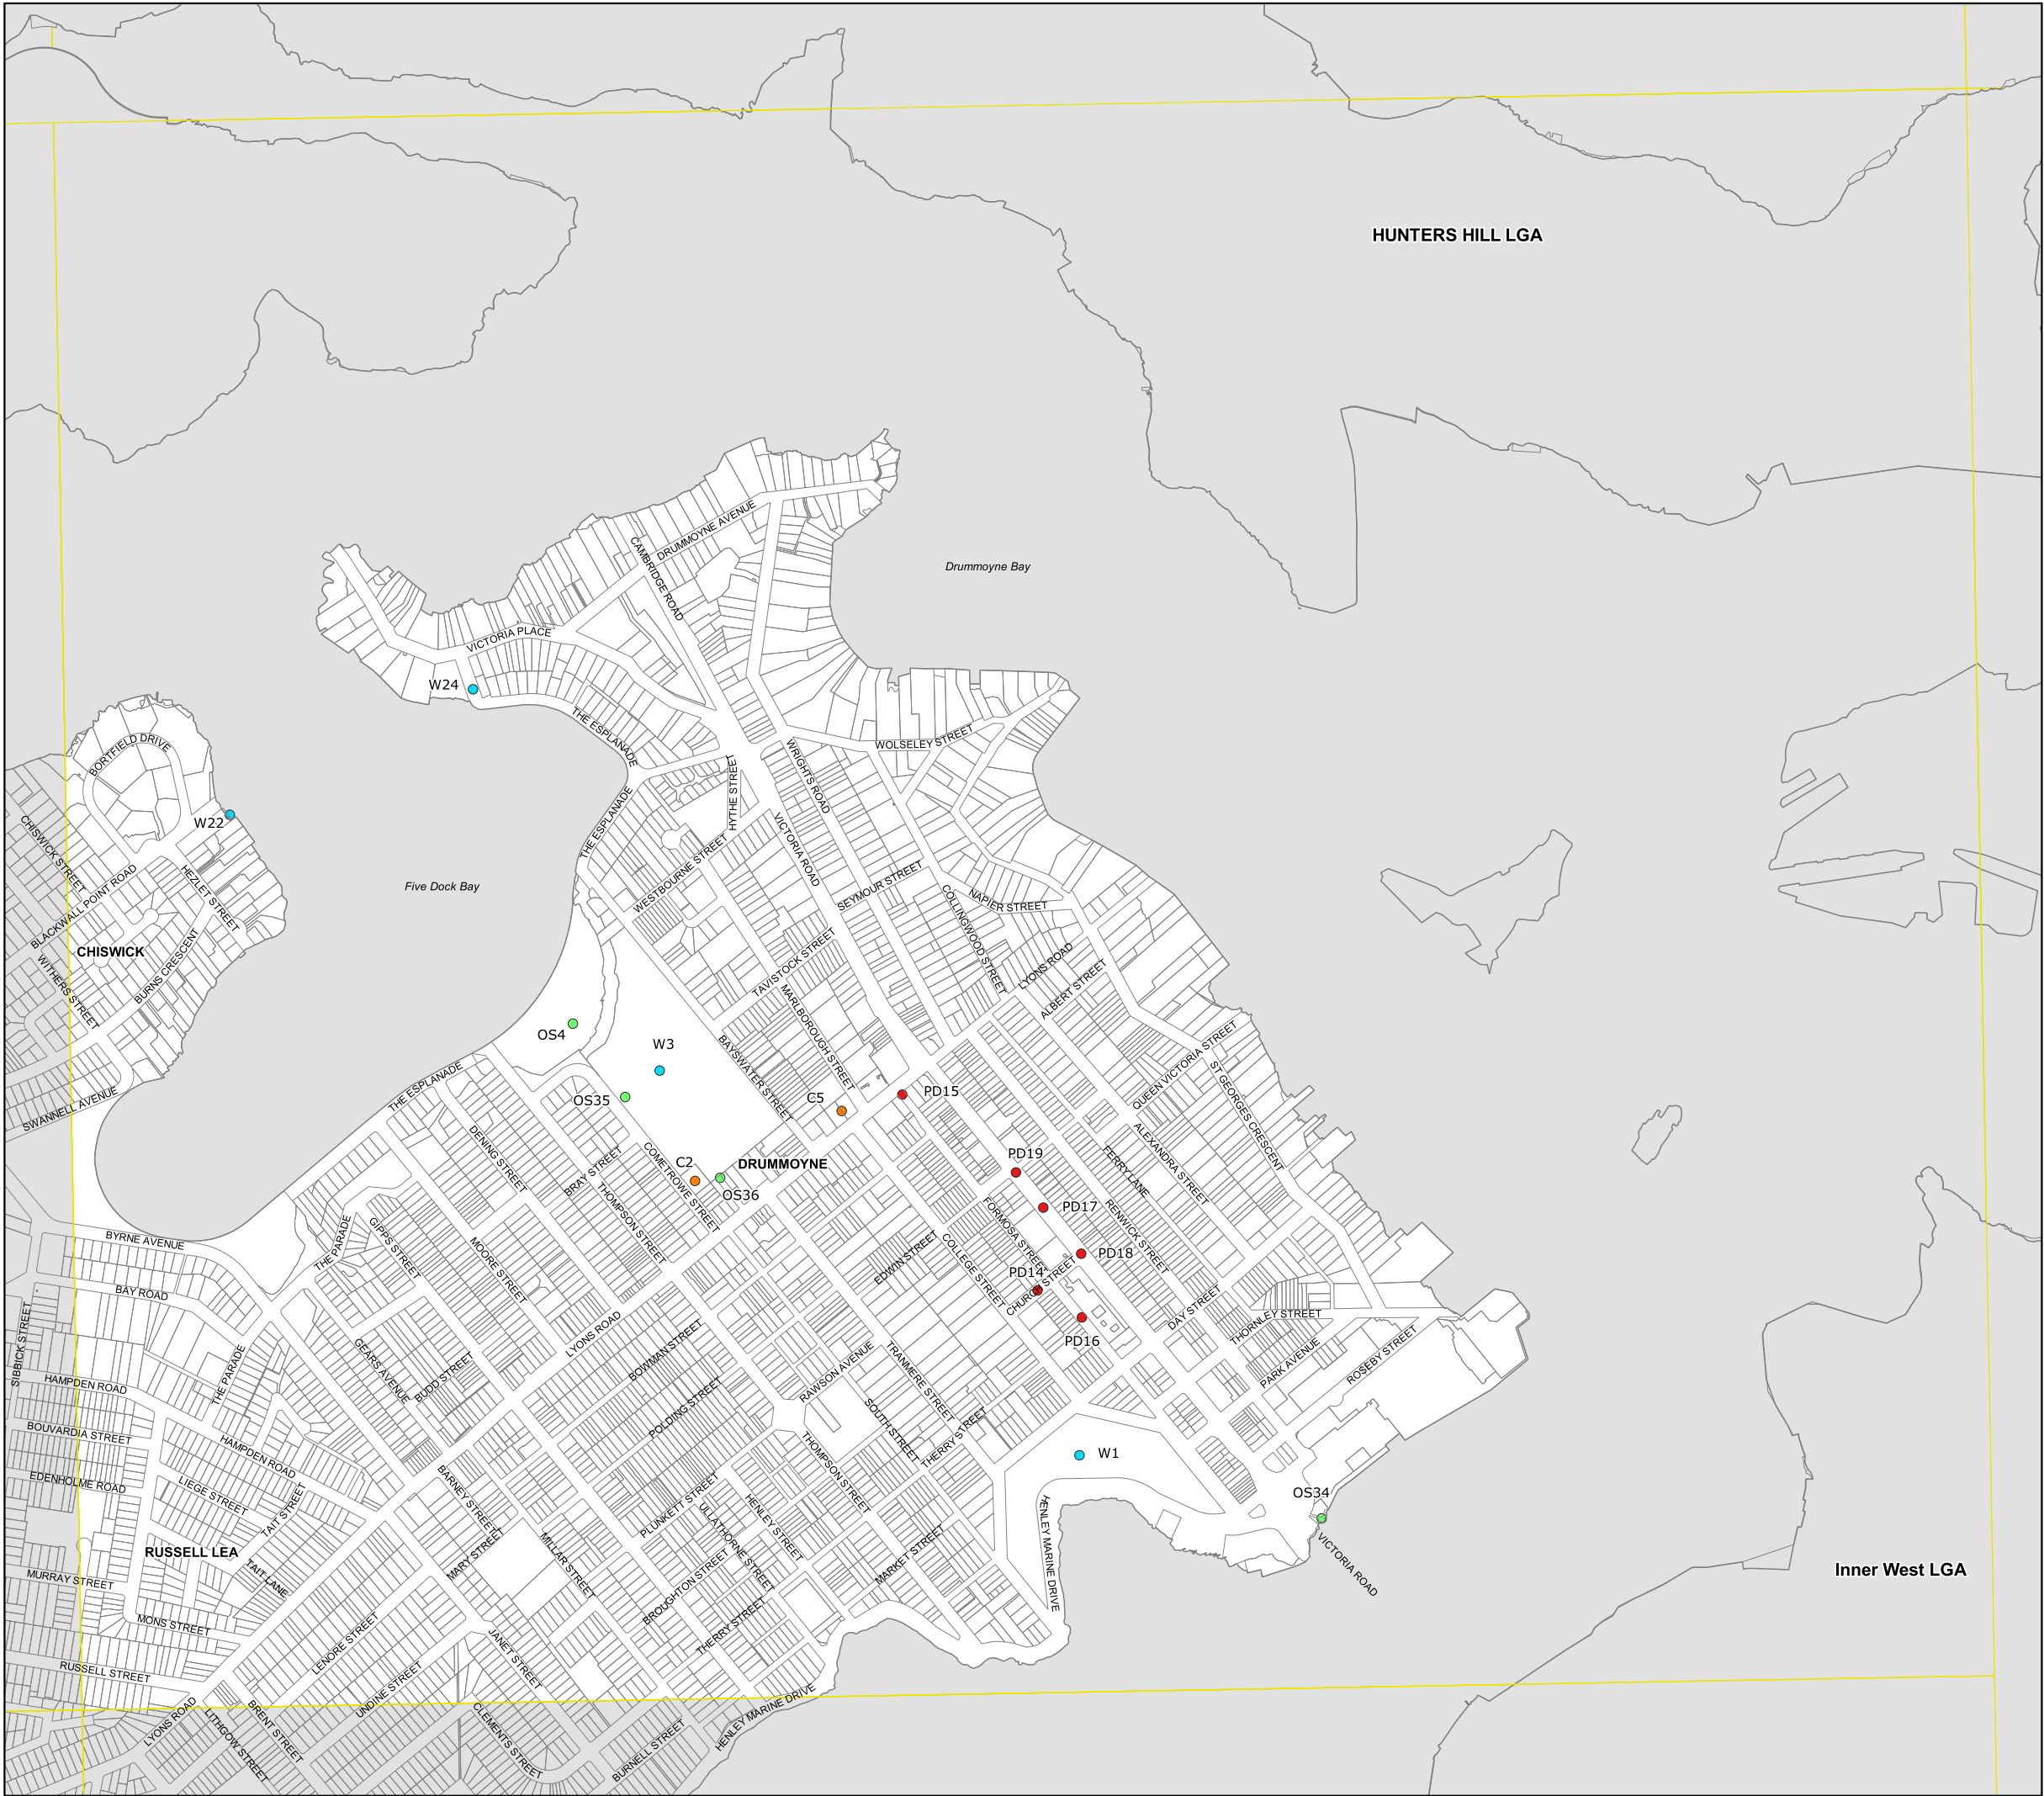 HUNTERS HILL LGA
DRUMMOYNE AVENUE
CAMBRIDGE ROAD
Drummoyne Bay
VICTORIA PLACE
W24
THE ESPLANADE
BORTFIELD DRIVE
WOLSELEY STREET
WRIGHTS ROAD
HYTHE STREET
W22
CHISWICK STREET
THE ESPLANADE
VICTORIA ROAD
WESTBOURNE STREET
SEYMOUR STREET
BLACKWALL POINT ROAD
HEZLET STREET
Five Dock Bay
COLLINGWOOD STREET
NAPIER STREET
CHISWICK
BURNS CRESCENT
WITHERS STREET
TAVISTOCK STREET
LYONS ROAD
ALBERT STREET
MARLBOROUGH STREET
OS4
W3
BAYSWATER STREET
QUEEN VICTORIA STREET
ST GEORGES CRESCENT
THE ESPLANADE
SWANNELL AVENUE
OS35
C5
PD15
DENING STREET
BRAY STREET
COMETROWE STREET
C2
DRUMMOYNE
OS36
PD19
FERRY LANE
ALEXANDRA STREET
THOMPSON STREET
PD17
FORMOSA STREET
RENWICK STREET
BYRNE AVENUE
THE PARADE
GIPPS STREET
MOORE STREET
EDWIN STREET
COLLEGE STREET
PD18
PD14
CHURCH STREET
BAY ROAD
DAY STREET
THORNLEY STREET
PD16
SIBBICK STREET
LYONS ROAD
BOWMAN STREET
GEARS AVENUE
BUDD STREET
RAWSON AVENUE
TRANMERE STREET
PARK AVENUE
ROSEBY STREET
HAMPDEN ROAD
THE PARADE
POLDING STREET
SOUTH STREET
THERRY STREET
BOUVARDIA STREET
HAMPDEN ROAD
THOMPSON STREET
W1
EDENHOLME ROAD
LIEGE STREET
TAIT STREET
BARNEY STREET
PLUNKETT STREET
ULLATHORNE STREET
HENLEY STREET
HENLEY MARINE DRIVE
OS34
VICTORIA ROAD
RUSSELL LEA
TAIT LANE
MARY STREET
MILLAR STREET
BROUGHTON STREET
MARKET STREET
Inner West LGA
MURRAY STREET
MONS STREET
LENORE STREET
JANET STREET
THERRY STREET
RUSSELL STREET
UNDINE STREET
LYONS ROAD
LITHGOW STREET
BRENT STREET
CLEMENTS STREET
BURNELL STREET
HENLEY MARINE DRIVE